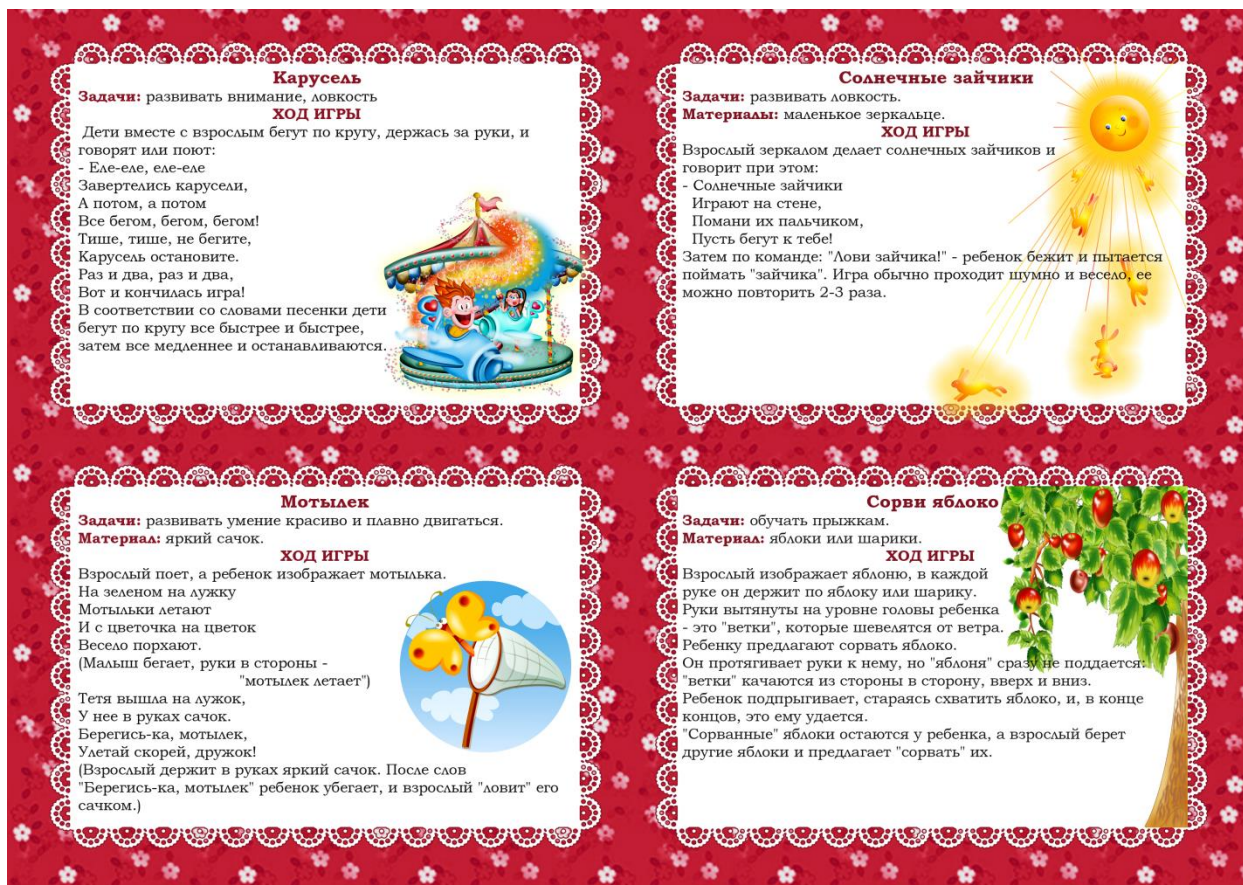 Карусель
Задачи: развивать внимание, ловкость
ХОД ИГРЫ
Дети вместе с взрослым бегут по кругу, держась за руки, и
говорят или поют:
- Еле-еле, еле-еле
Завертелись карусели,
А потом, а потом
Все бегом, бегом, бегом!
Тише, тише, не бегите,
Карусель остановите.
Раз и два, раз и два,
Вот и кончилась игра!
В соответствии со словами песенки дети
бегут по кругу все быстрее и быстрее,
затем все медленнее и останавливаются.
Солнечные зайчики
Задачи: развивать ловкость.
Материалы: маленькое зеркальце.
ХОД ИГРЫ
Взрослый зеркалом делает солнечных зайчиков и
говорит при этом:
- Солнечные зайчики
Играют на стене,
Помани их пальчиком,
Пусть бегут к тебе!
Затем по команде: "Лови зайчика!" - ребенок бежит и пытается
поймать "зайчика". Игра обычно проходит шумно и весело, ее
можно повторить 2-3 раза.
Мотылек
Задачи: развивать умение красиво и плавно двигаться.
Материал: яркий сачок.
ХОД ИГРЫ
Взрослый поет, а ребенок изображает мотылька.
На зеленом на лужку
Мотыльки летают
И с цветочка на цветок
Весело порхают.
(Малыш бегает, руки в стороны -
"мотылек летает")
Тетя вышла на лужок,
У нее в руках сачок.
Берегись-ка, мотылек,
Улетай скорей, дружок!
(Взрослый держит в руках яркий сачок. После слов
"Берегись-ка, мотылек" ребенок убегает, и взрослый "ловит" его
сачком.)
Сорви яблоко
Задачи: обучать прыжкам.
Материал: яблоки или шарики.
ХОД ИГРЫ
Взрослый изображает яблоню, в каждой
руке он держит по яблоку или шарику.
Руки вытянуты на уровне головы ребенка
- это "ветки", которые шевелятся от ветра.
Ребенку предлагают сорвать яблоко.
Он протягивает руки к нему, но "яблоня" сразу не поддается:
"ветки" качаются из стороны в сторону, вверх и вниз.
Ребенок подпрыгивает, стараясь схватить яблоко, и, в конце
концов, это ему удается.
"Сорванные" яблоки остаются у ребенка, а взрослый берет
другие яблоки и предлагает "сорвать" их.